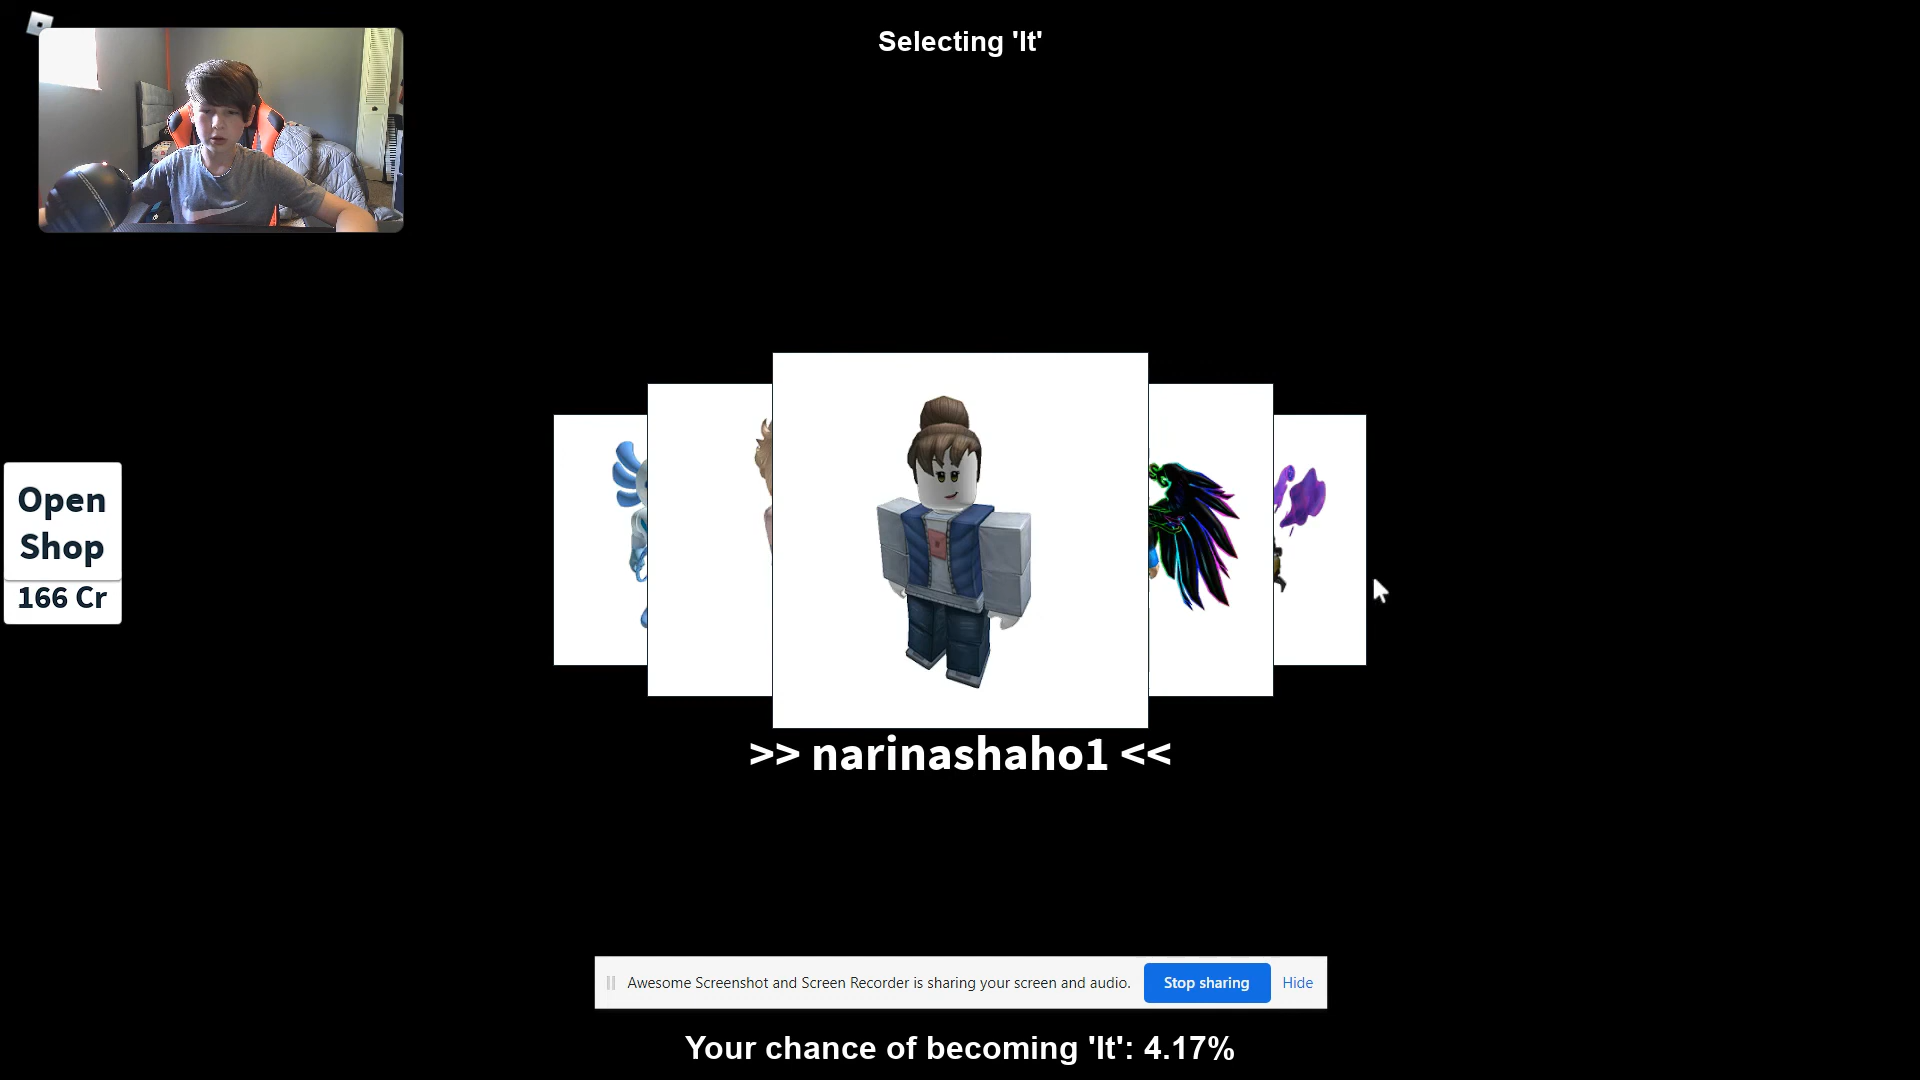 Selecting 'It'
Open
Shop
166 Cr
>> narinashaho1 <<
Awesome Screenshot and Screen Recorder is sharing your screen and audio.
Stop sharing
Hide
Your chance of becoming 'It': 4.17%